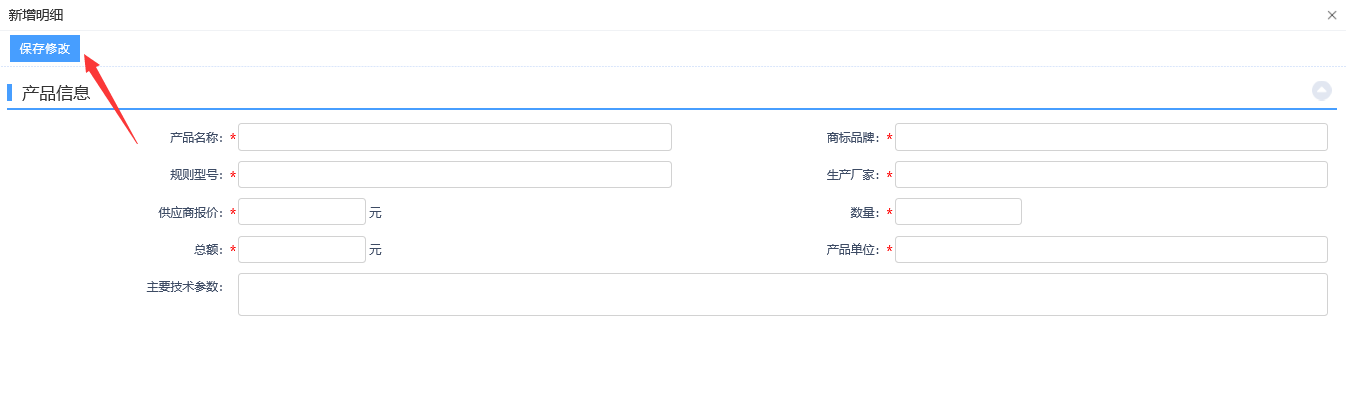 新增明细
保存修改
产品信息
产品名称: * 商标品牌: *
规则型号: * 生产厂家: *
供应商报价: * 元 数量: *
总额: * 元 产品单位: *
主要技术参数: